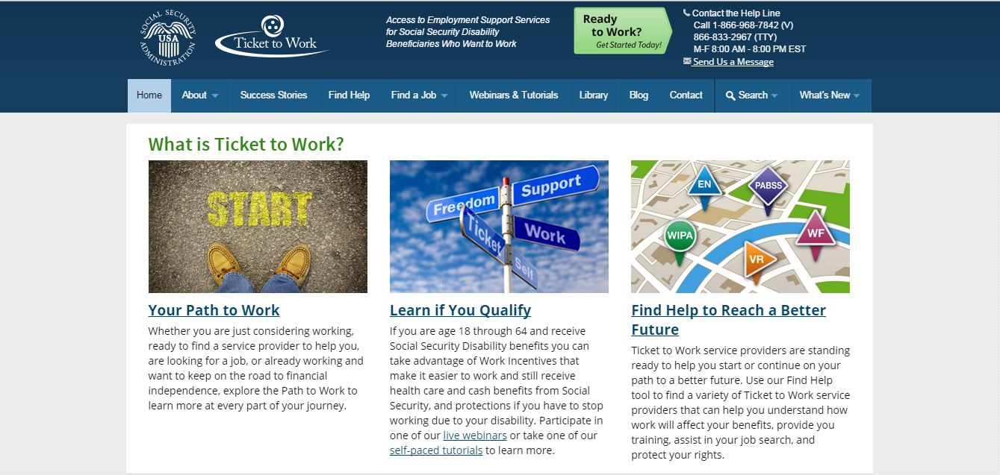 SOCIAL SECURITY ADMINISTRATION
USA
Ticket to Work
Access to Employment Support Services
for Social Security Disability
Beneficiaries Who Want to Work
Ready
to Work?
Get Started Today!
Contact the Help Line
Call 1-866-968-7842 (V)
866-833-2967 (TTY)
M-F 8:00 AM - 8:00 PM EST
Send Us a Message
Home About Success Stories Find Help Find a Job Webinars & Tutorials Library Blog Contact Search What's New
What is Ticket to Work?
START
Freedom
Support
Ticket
Work
Self
EN
PABSS
WIPA
WF
VR
Your Path to Work
Whether you are just considering working,
ready to find a service provider to help you,
are looking for a job, or already working and
want to keep on the road to financial
independence, explore the Path to Work to
learn more at every part of your journey.
Learn if You Qualify
If you are age 18 through 64 and receive
Social Security Disability benefits you can
take advantage of Work Incentives that
make it easier to work and still receive
health care and cash benefits from Social
Security, and protections if you have to stop
working due to your disability. Participate in
one of our live webinars or take one of our
self-paced tutorials to learn more.
Find Help to Reach a Better
Future
Ticket to Work service providers are standing
ready to help you start or continue on your
path to a better future. Use our Find Help
tool to find a variety of Ticket to Work service
providers that can help you understand how
work will affect your benefits, provide you
training, assist in your job search, and
protect your rights.